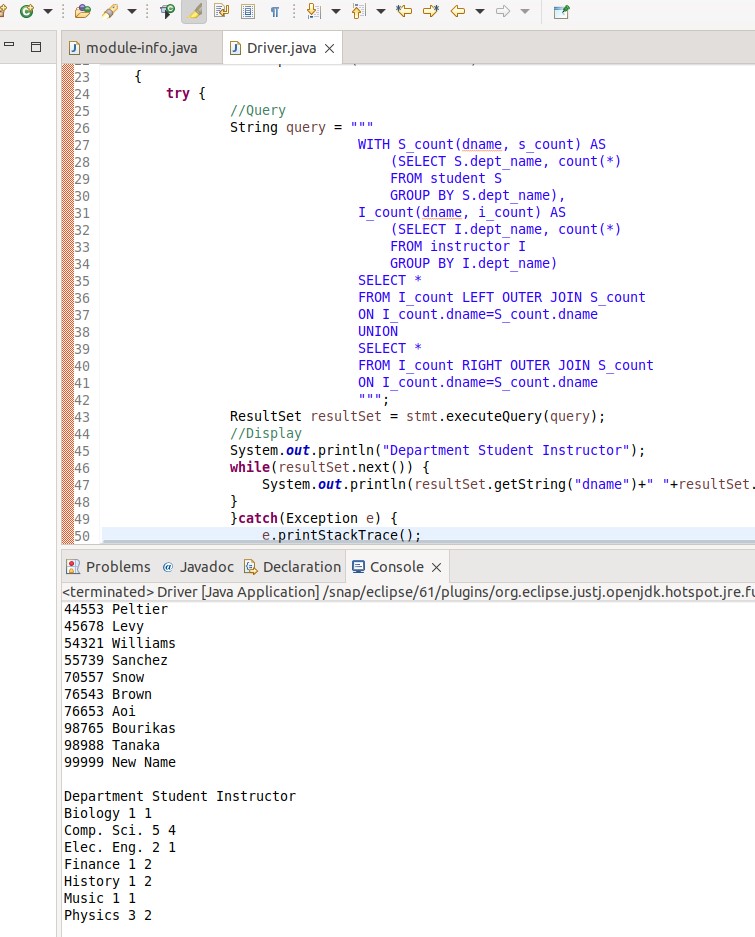 module-info.java
Driver.java
23 {
24 try {
25 //Query
26 String query = """
27 WITH S_count(dname, s_count) AS
28 (SELECT S.dept_name, count(*)
29 FROM student S
30 GROUP BY S.dept_name),
31 I_count(dname, i_count) AS
32 (SELECT I.dept_name, count(*)
33 FROM instructor I
34 GROUP BY I.dept_name)
35 SELECT *
36 FROM I_count LEFT OUTER JOIN S_count
37 ON I_count.dname=S_count.dname
38 UNION
39 SELECT *
40 FROM I_count RIGHT OUTER JOIN S_count
41 ON I_count.dname=S_count.dname
42 """;
43 ResultSet resultSet = stmt.executeQuery(query);
44 //Display
45 System.out.println("Department Student Instructor");
46 while(resultSet.next()) {
47 System.out.println(resultSet.getString("dname")+" "+resultSet.
48 }
49 }catch(Exception e) {
50 e.printStackTrace();
Problems @ Javadoc Declaration Console
<terminated> Driver [Java Application] /snap/eclipse/61/plugins/org.eclipse.justj.openjdk.hotspot.jre.fu
44553 Peltier
45678 Levy
54321 Williams
55739 Sanchez
70557 Snow
76543 Brown
76653 Aoi
98765 Bourikas
98988 Tanaka
99999 New Name
Department Student Instructor
Biology 1 1
Comp. Sci. 5 4
Elec. Eng. 2 1
Finance 1 2
History 1 2
Music 1 1
Physics 3 2